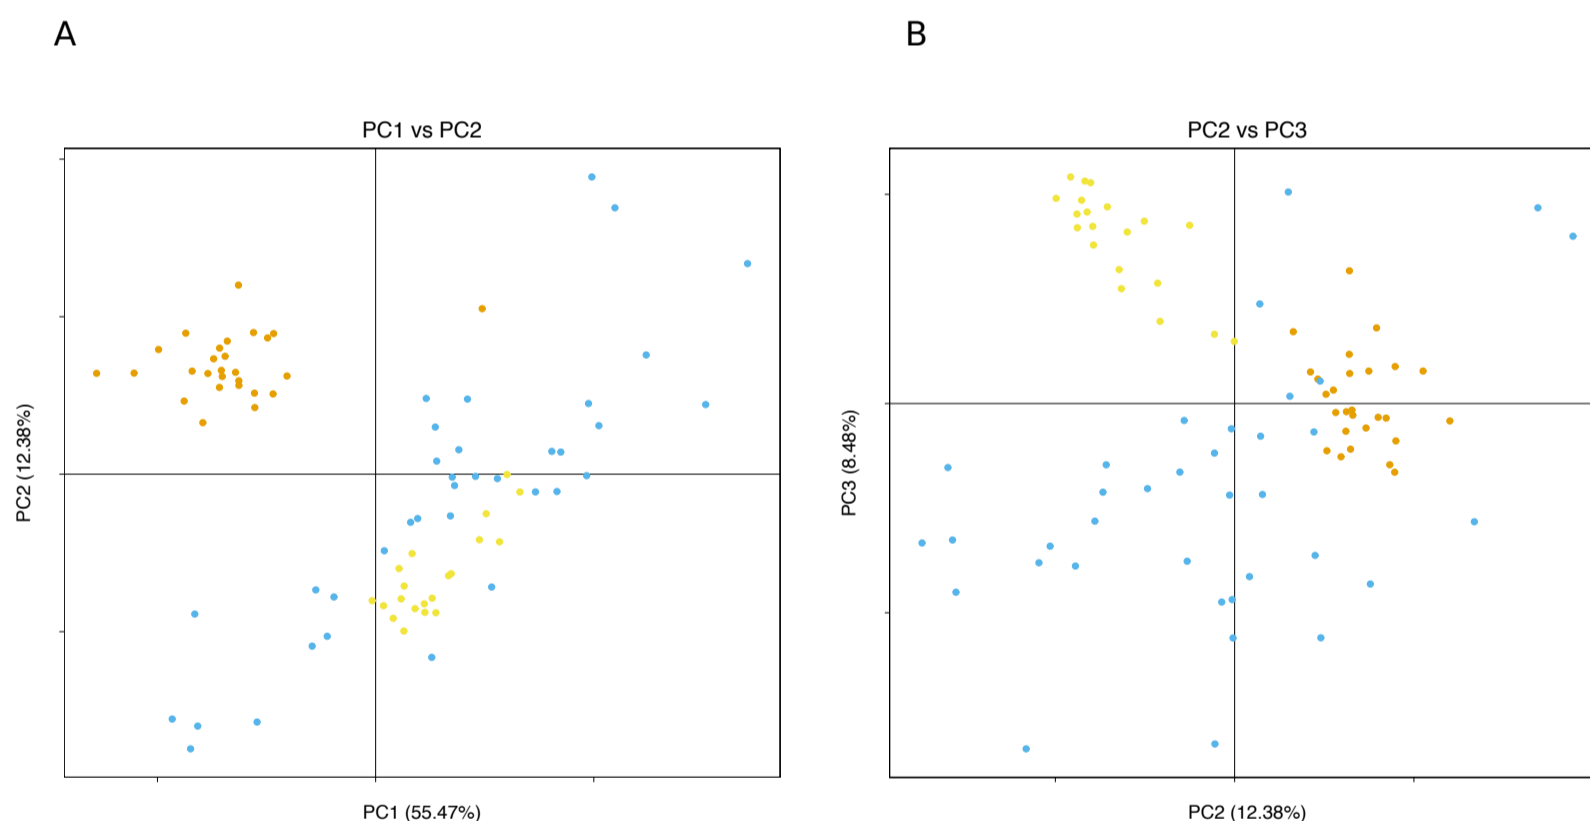 A
B
PC1 vs PC2
PC2 vs PC3
PC2 (12.38%)
PC3 (8.48%)
PC1 (55.47%)
PC2 (12.38%)